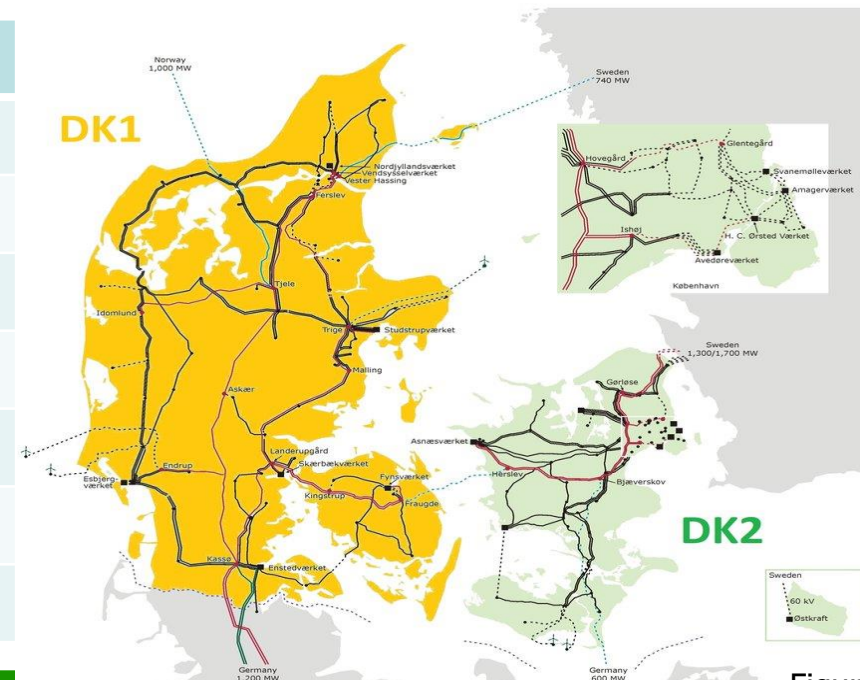 Norway
1,000 MW
Sweden
740 MW
DK1
Nordjyllandsværket
Vendsysselværket
Vester Hassing
Ferslev
Glentegård
Hovegård
Svanemølleværket
Amagerværket
H. C. Ørsted Værket
Ishøj
Avedøreværket
København
Tjele
Idomlund
Trige
Studstrupværket
Malling
Askær
Sweden
1,300/1,700 MW
Gørløse
Asnæsværket
Herslev
Bjæverskov
DK2
Landerupgård
Skærbækværket
Endrup
Esbjerg-
værket
Kingstrup
Fynsværket
Fraugde
Kassø
Enstedværket
Sweden
60 kV
Østkraft
Germany
1,200 MW
Germany
600 MW